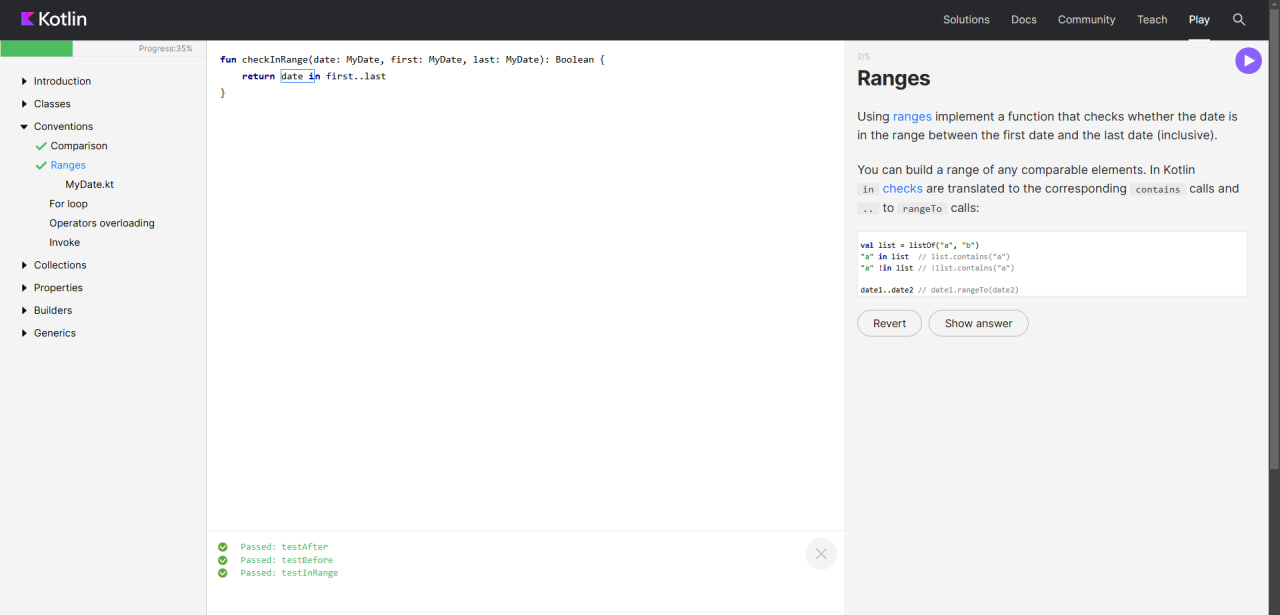 Kotlin
Solutions
Docs
Community
Teach
Play
Progress:35%
Introduction
Classes
Conventions
Comparison
Ranges
MyDate.kt
For loop
Operators overloading
Invoke
Collections
Properties
Builders
Generics
fun checkInRange(date: MyDate, first: MyDate, last: MyDate): Boolean {
return date in first..last
}
Passed: testAfter
Passed: testBefore
Passed: testInRange
2/5
Ranges
Using ranges implement a function that checks whether the date is
in the range between the first date and the last date (inclusive).
You can build a range of any comparable elements. In Kotlin
in checks are translated to the corresponding contains calls and
.. to rangeTo calls:
val list = listOf("a", "b")
"a" in list // list.contains("a")
"a" !in list // !list.contains("a")
date1..date2 // date1.rangeTo(date2)
Revert
Show answer